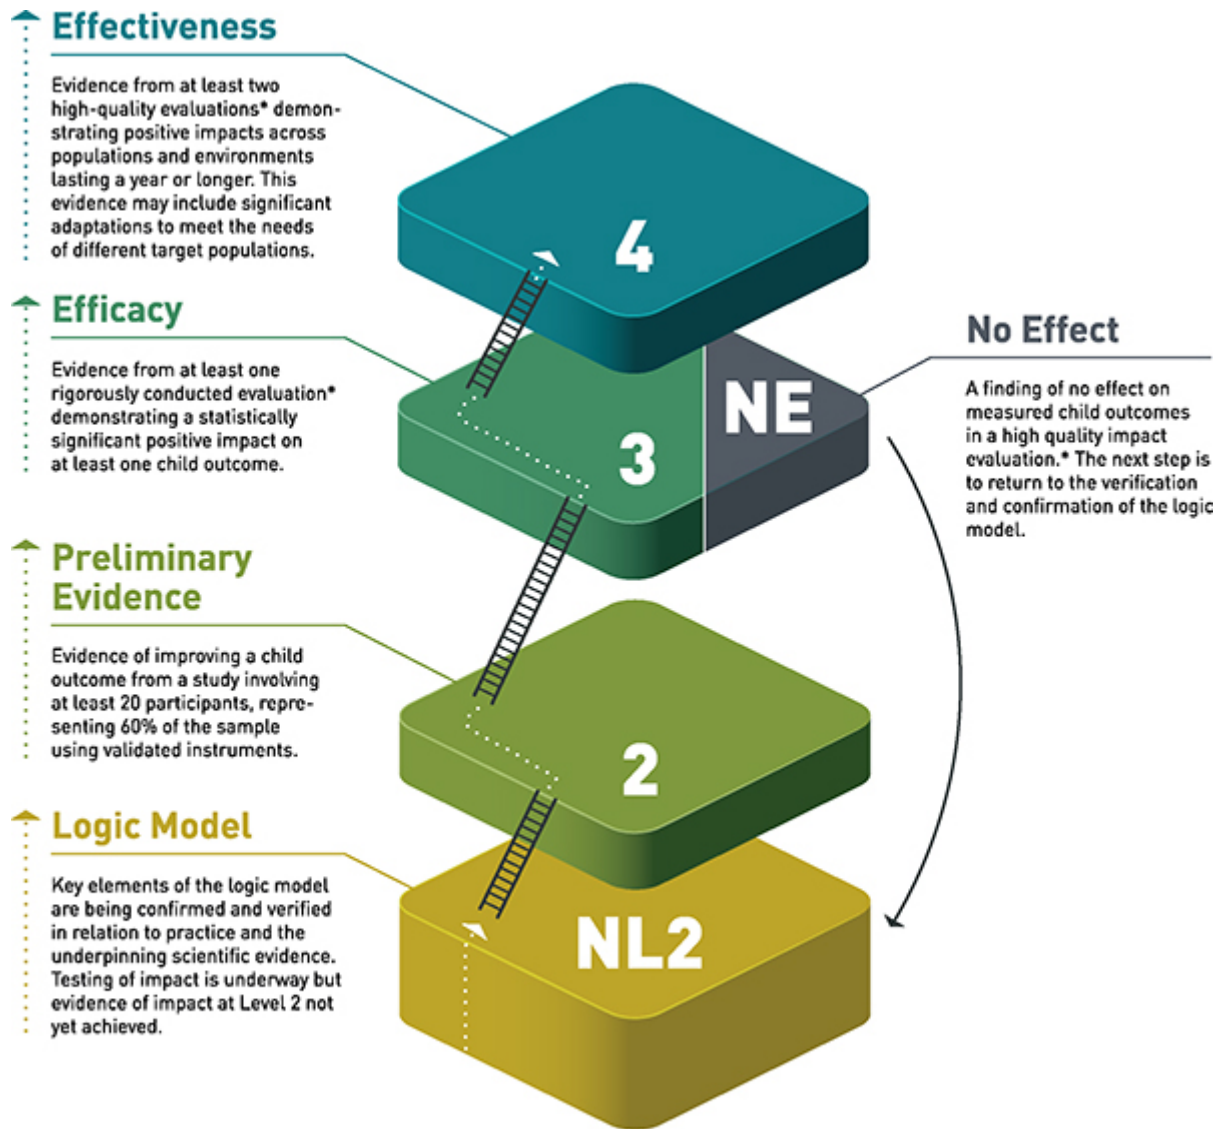 Effectiveness
Evidence from at least two
high-quality evaluations* demon-
strating positive impacts across
populations and environments
lasting a year or longer. This
evidence may include significant
adaptations to meet the needs
of different target populations.
4
Efficacy
Evidence from at least one
rigorously conducted evaluation*
demonstrating a statistically
significant positive impact on
at least one child outcome.
3
NE
No Effect
A finding of no effect on
measured child outcomes
in a high quality impact
evaluation.* The next step is
to return to the verification
and confirmation of the logic
model.
Preliminary
Evidence
Evidence of improving a child
outcome from a study involving
at least 20 participants, repre-
senting 60% of the sample
using validated instruments.
2
Logic Model
Key elements of the logic model
are being confirmed and verified
in relation to practice and the
underpinning scientific evidence.
Testing of impact is underway but
evidence of impact at Level 2 not
yet achieved.
NL2